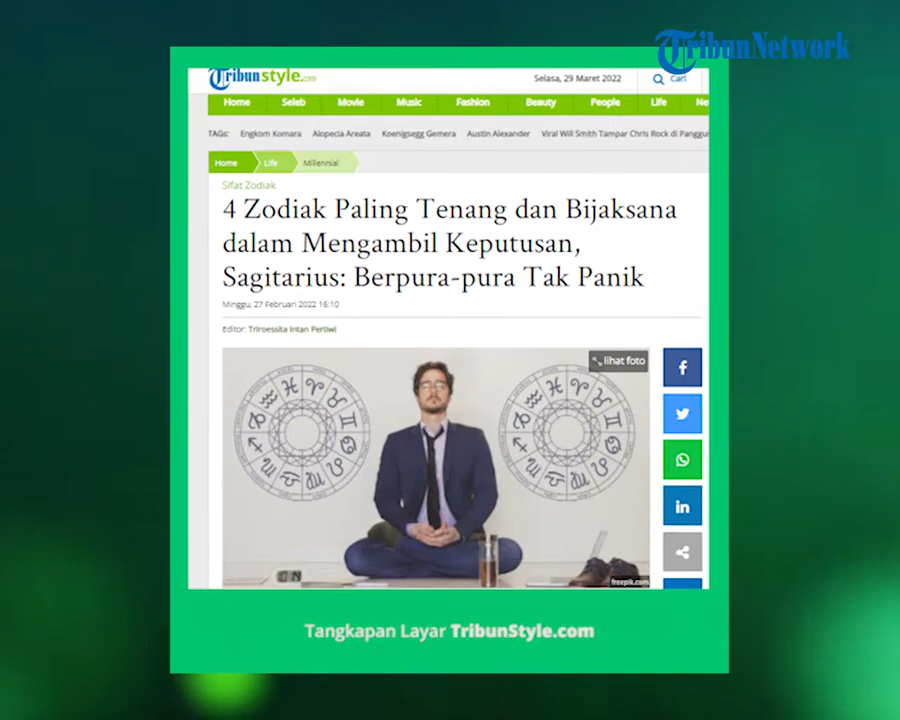 TribunNetwork
Tribunstyle.com
Selasa, 29 Maret 2022
Cari
Home Seleb Movie Music Fashion Beauty People Life Ne
TAGs: Engkom Komara Alopecia Areata Koenigsegg Gemera Austin Alexander Viral Will Smith Tampar Chris Rock di Panggu
Home Life Millennial
Sifat Zodiak
4 Zodiak Paling Tenang dan Bijaksana
dalam Mengambil Keputusan,
Sagitarius: Berpura-pura Tak Panik
Minggu, 27 Februari 2022 16:10
Editor: Triroessita Intan Pertiwi
lihat foto
freepik.com
Tangkapan Layar TribunStyle.com